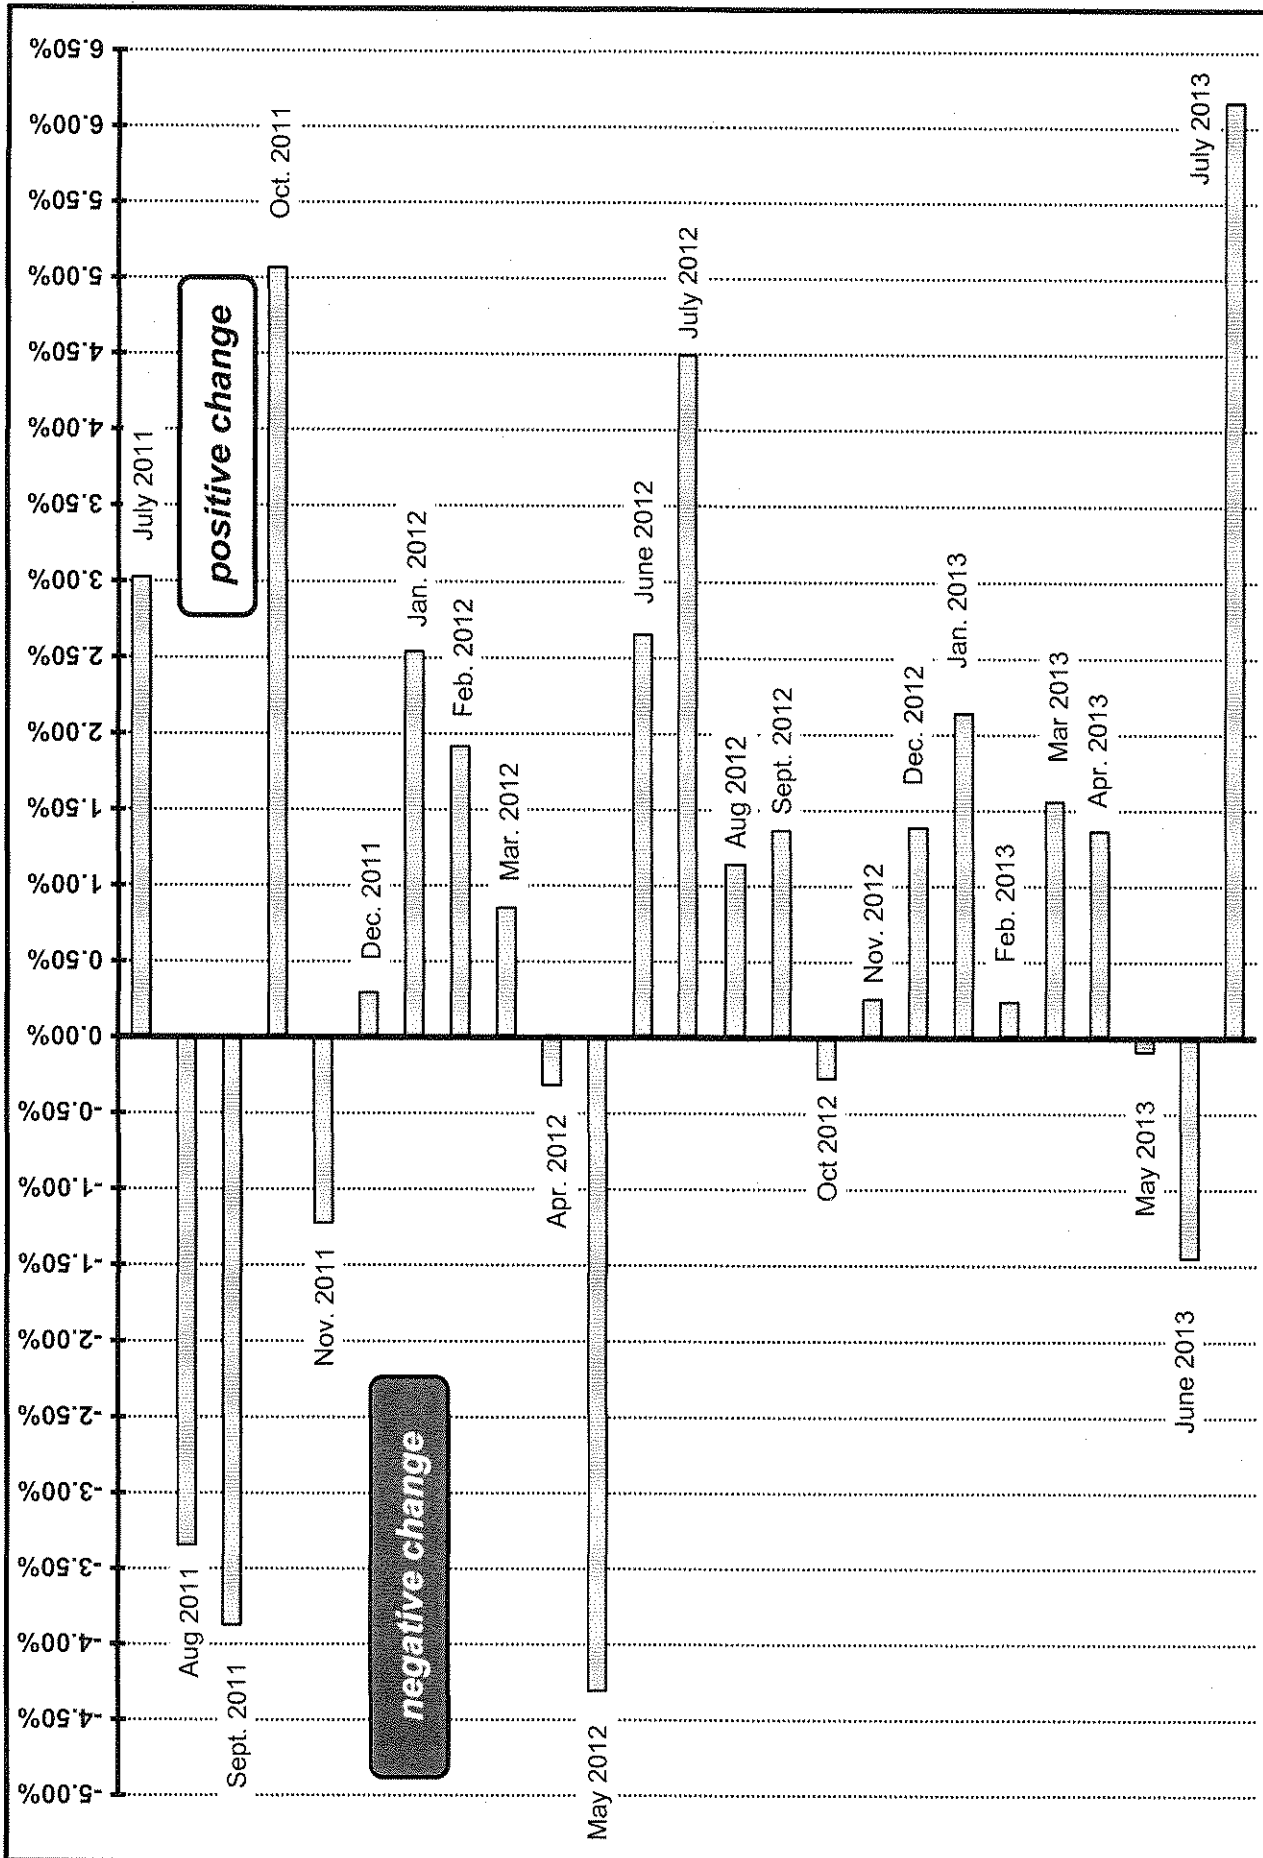 6.50%
6.00%
5.50%
5.00%
4.50%
4.00%
3.50%
3.00%
2.50%
2.00%
1.50%
1.00%
0.50%
0.00%
-0.50%
-1.00%
-1.50%
-2.00%
-2.50%
-3.00%
-3.50%
-4.00%
-4.50%
-5.00%
positive change
negative change
July 2011
Aug 2011
Sept. 2011
Oct. 2011
Nov. 2011
Dec. 2011
Jan. 2012
Feb. 2012
Mar. 2012
Apr. 2012
May 2012
June 2012
July 2012
Aug 2012
Sept. 2012
Oct 2012
Nov. 2012
Dec. 2012
Jan. 2013
Feb. 2013
Mar 2013
Apr. 2013
May 2013
June 2013
July 2013